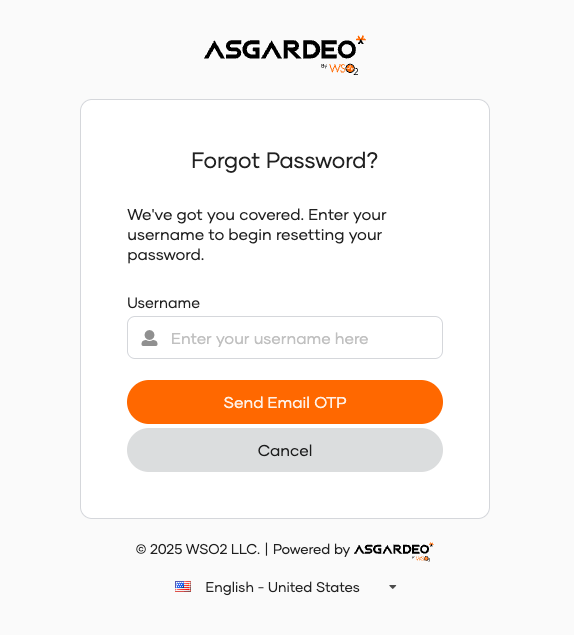 ASGARDEO
By WSO2
Forgot Password?
We've got you covered. Enter your
username to begin resetting your
password.
Username
Enter your username here
Send Email OTP
Cancel
© 2025 WSO2 LLC. | Powered by ASGARDEO
by WSO2
English - United States